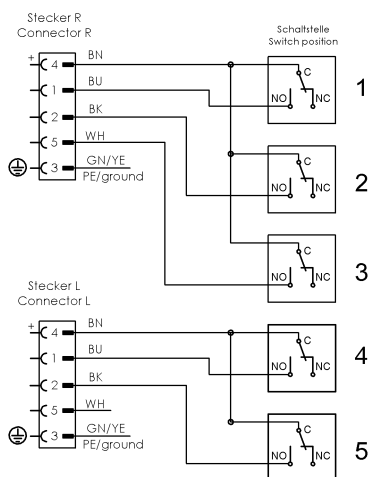 Stecker R
Connector R
Schaltstelle
Switch position
+ 4 BN
1 BU
2 BK
5 WH
3 GN/YE
PE/ground
C
NO NC
1
C
NO NC
2
C
NO NC
3
Stecker L
Connector L
+ 4 BN
1 BU
2 BK
5 WH
3 GN/YE
PE/ground
C
NO NC
4
C
NO NC
5